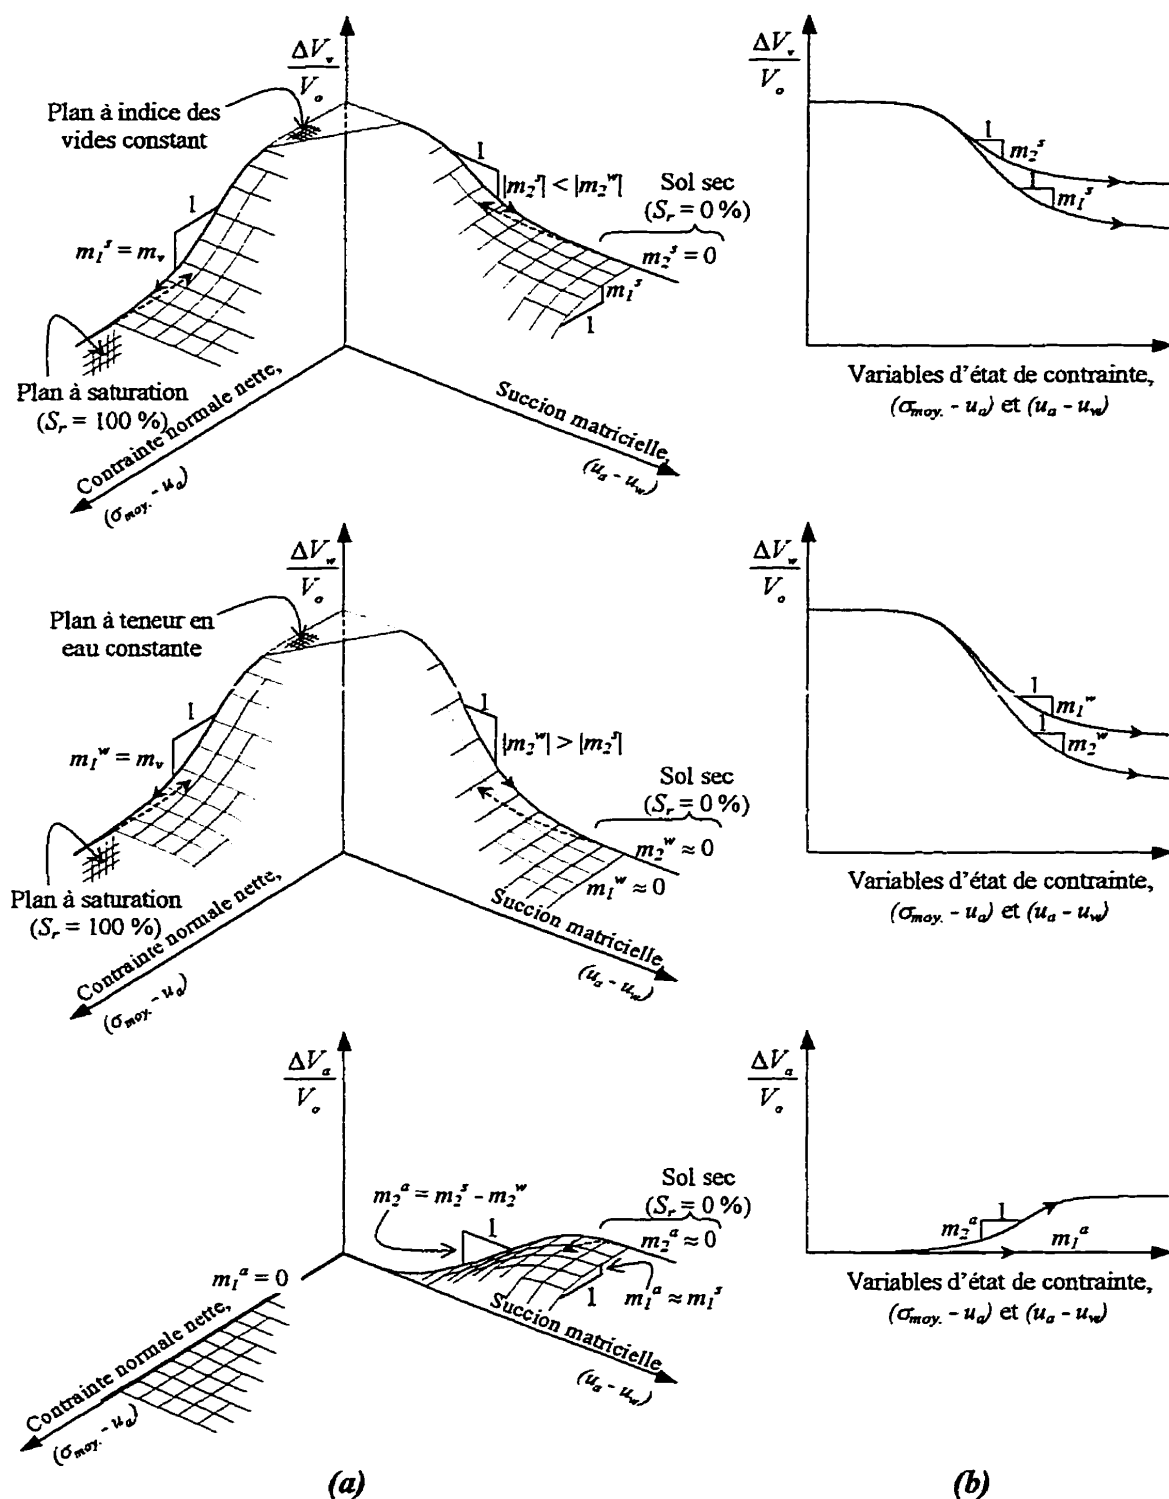 ΔV_v
V_o
Plan à indice des
vides constant
1
|m_2^s| < |m_2^w|
Sol sec
(S_r = 0 %)
m_2^s = 0
1
m_1^s = m_v
m_1^s
1
Plan à saturation
(S_r = 100 %)
Contrainte normale nette,
(σ_moy. - u_a)
Succion matricielle,
(u_a - u_w)
ΔV_v
V_o
1
m_2^s
1
m_1^s
Variables d'état de contrainte,
(σ_moy. - u_a) et (u_a - u_w)
ΔV_w
V_o
Plan à teneur en
eau constante
1
m_1^w = m_v
|m_2^w| > |m_2^s|
Sol sec
(S_r = 0 %)
m_2^w ≈ 0
m_1^w ≈ 0
Plan à saturation
(S_r = 100 %)
Contrainte normale nette,
(σ_moy. - u_a)
Succion matricielle,
(u_a - u_w)
ΔV_w
V_o
1
m_1^w
1
m_2^w
Variables d'état de contrainte,
(σ_moy. - u_a) et (u_a - u_w)
ΔV_a
V_o
m_2^a = m_2^s - m_2^w
1
Sol sec
(S_r = 0 %)
m_2^a ≈ 0
m_1^a = 0
1
m_1^a ≈ m_1^s
Contrainte normale nette,
(σ_moy. - u_a)
Succion matricielle
(u_a - u_w)
ΔV_a
V_o
1
m_2^a
m_1^a
Variables d'état de contrainte,
(σ_moy. - u_a) et (u_a - u_w)
(a)
(b)